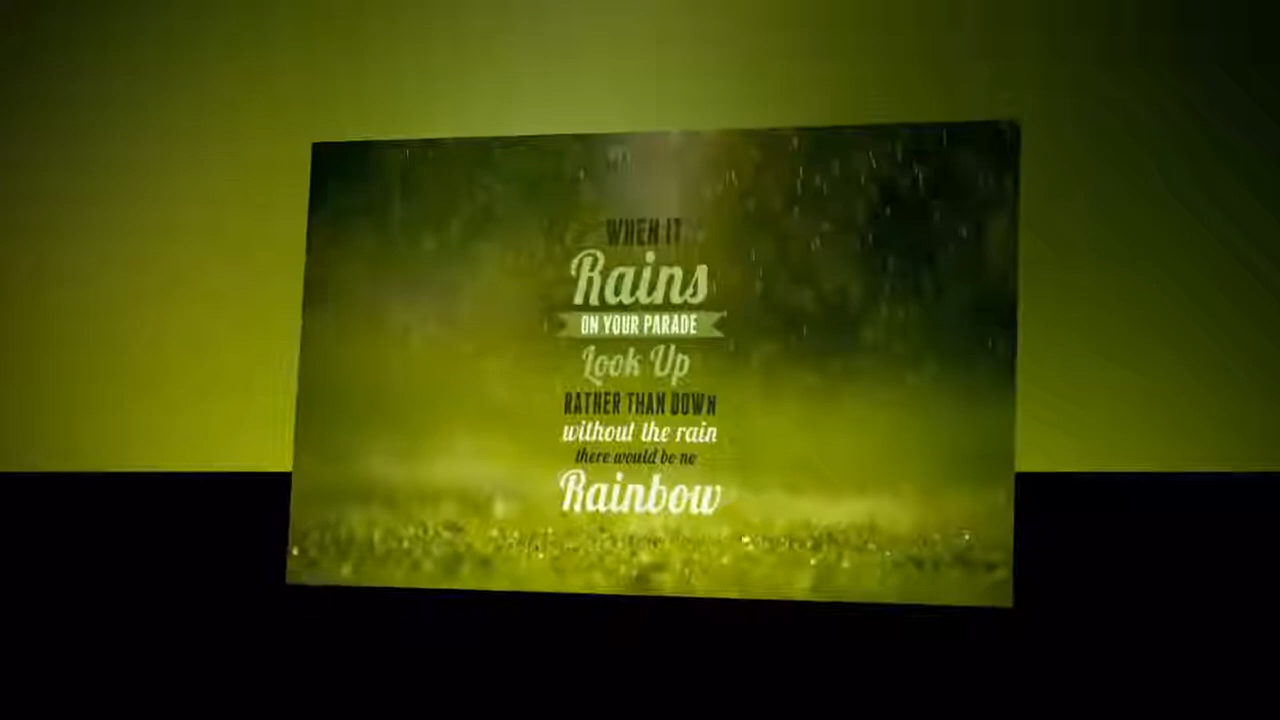 WHEN IT
Rains
ON YOUR PARADE
Look Up
RATHER THAN DOWN
without the rain
there would be no
Rainbow